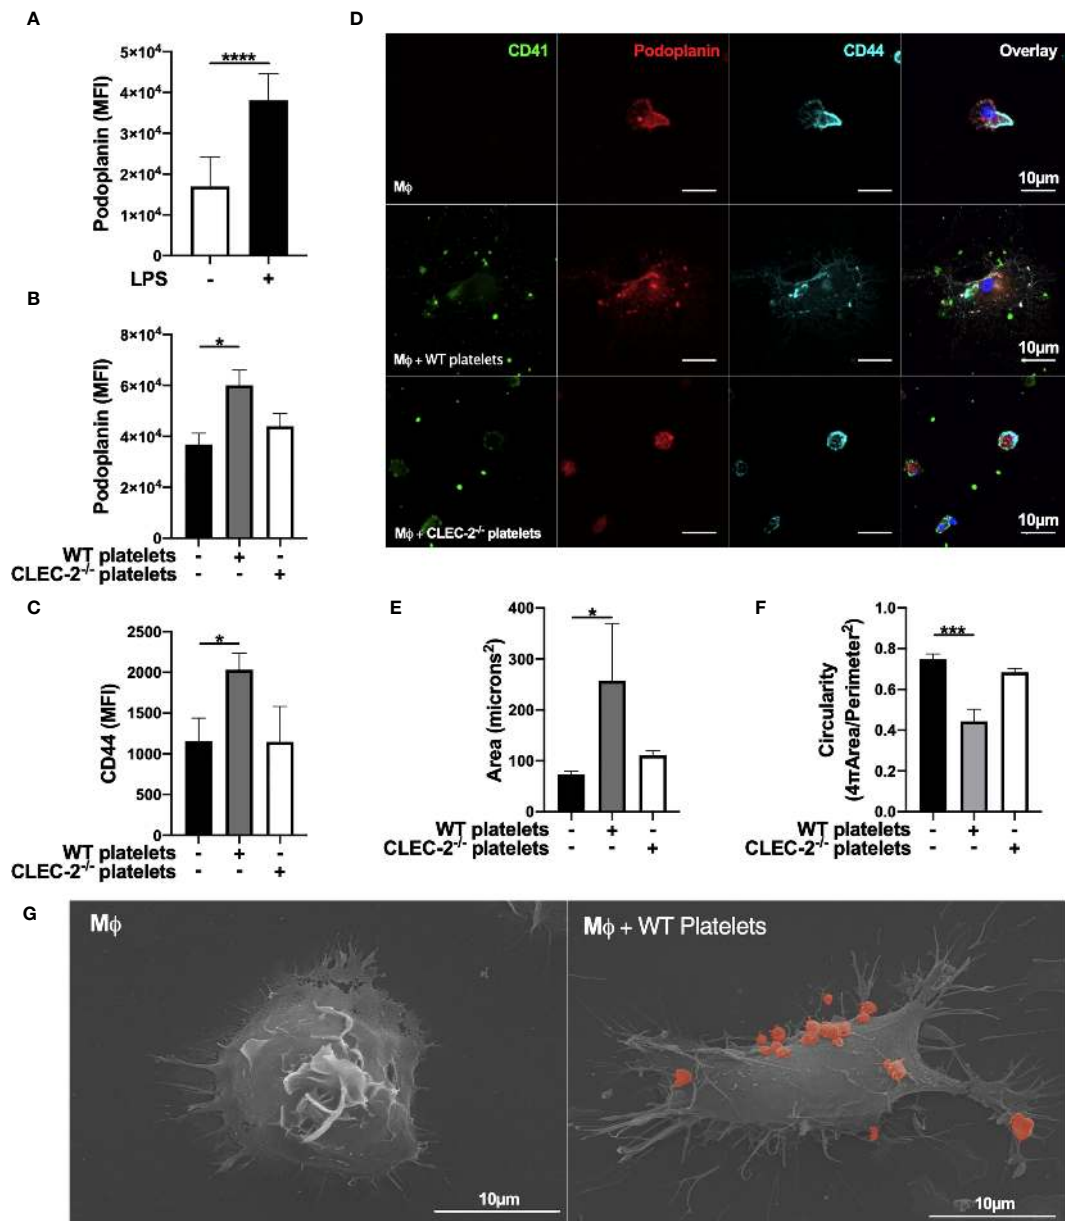 A
Podoplanin (MFI)
5×10⁴
4×10⁴
3×10⁴
2×10⁴
1×10⁴
0
****
LPS - +
B
Podoplanin (MFI)
8×10⁴
6×10⁴
4×10⁴
2×10⁴
0
*
WT platelets - + -
CLEC-2⁻/⁻ platelets - - +
C
CD44 (MFI)
2500
2000
1500
1000
500
0
*
WT platelets - + -
CLEC-2⁻/⁻ platelets - - +
D
CD41 Podoplanin CD44 Overlay
Mϕ 10µm
Mϕ + WT platelets 10µm
Mϕ + CLEC-2⁻/⁻ platelets 10µm
E
Area (microns²)
400
300
200
100
0
*
WT platelets - + -
CLEC-2⁻/⁻ platelets - - +
F
Circularity
(4πArea/Perimeter²)
1.0
0.8
0.6
0.4
0.2
0.0
***
WT platelets - + -
CLEC-2⁻/⁻ platelets - - +
G
Mϕ
10µm
Mϕ + WT Platelets
10µm